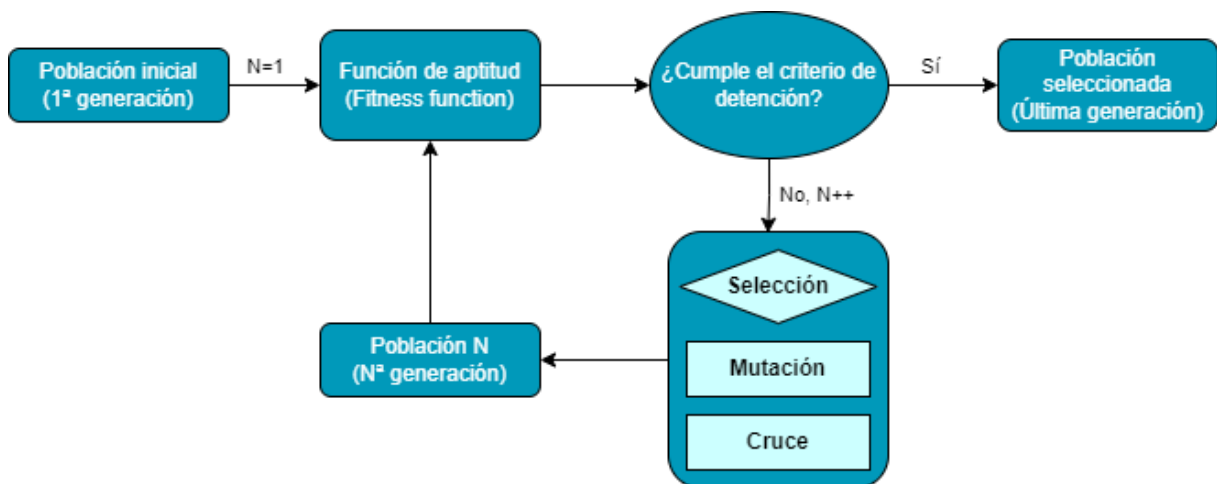 Población inicial
(1ª generación)
N=1
Función de aptitud
(Fitness function)
¿Cumple el criterio de
detención?
Sí
Población
seleccionada
(Última generación)
No, N++
Selección
Mutación
Cruce
Población N
(Nª generación)